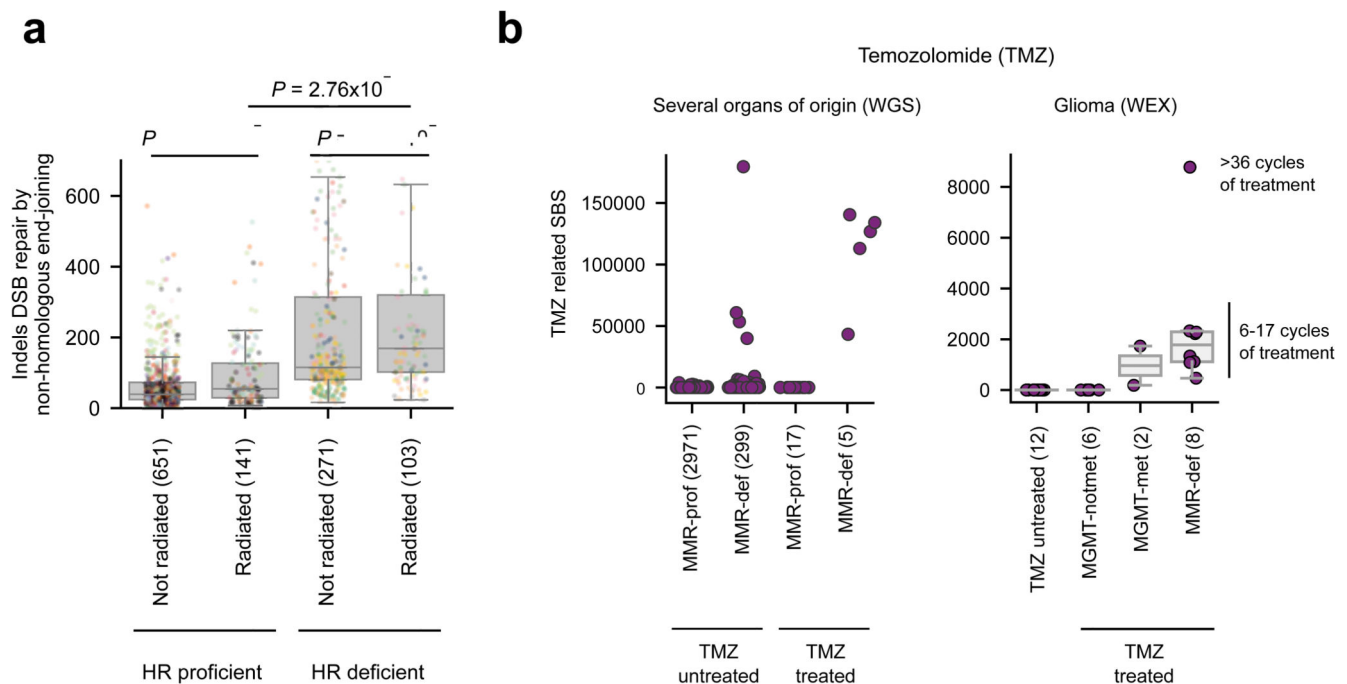 a
b
Temozolomide (TMZ)
P = 2.76x10⁻
Several organs of origin (WGS)
Glioma (WEX)
P
P
Indels DSB repair by
non-homologous end-joining
600
400
200
0
Not radiated (651)
Radiated (141)
Not radiated (271)
Radiated (103)
HR proficient
HR deficient
TMZ related SBS
150000
100000
50000
0
MMR-prof (2971)
MMR-def (299)
MMR-prof (17)
MMR-def (5)
TMZ
untreated
TMZ
treated
8000
6000
4000
2000
0
>36 cycles
of treatment
6-17 cycles
of treatment
TMZ untreated (12)
MGMT-notmet (6)
MGMT-met (2)
MMR-def (8)
TMZ
treated